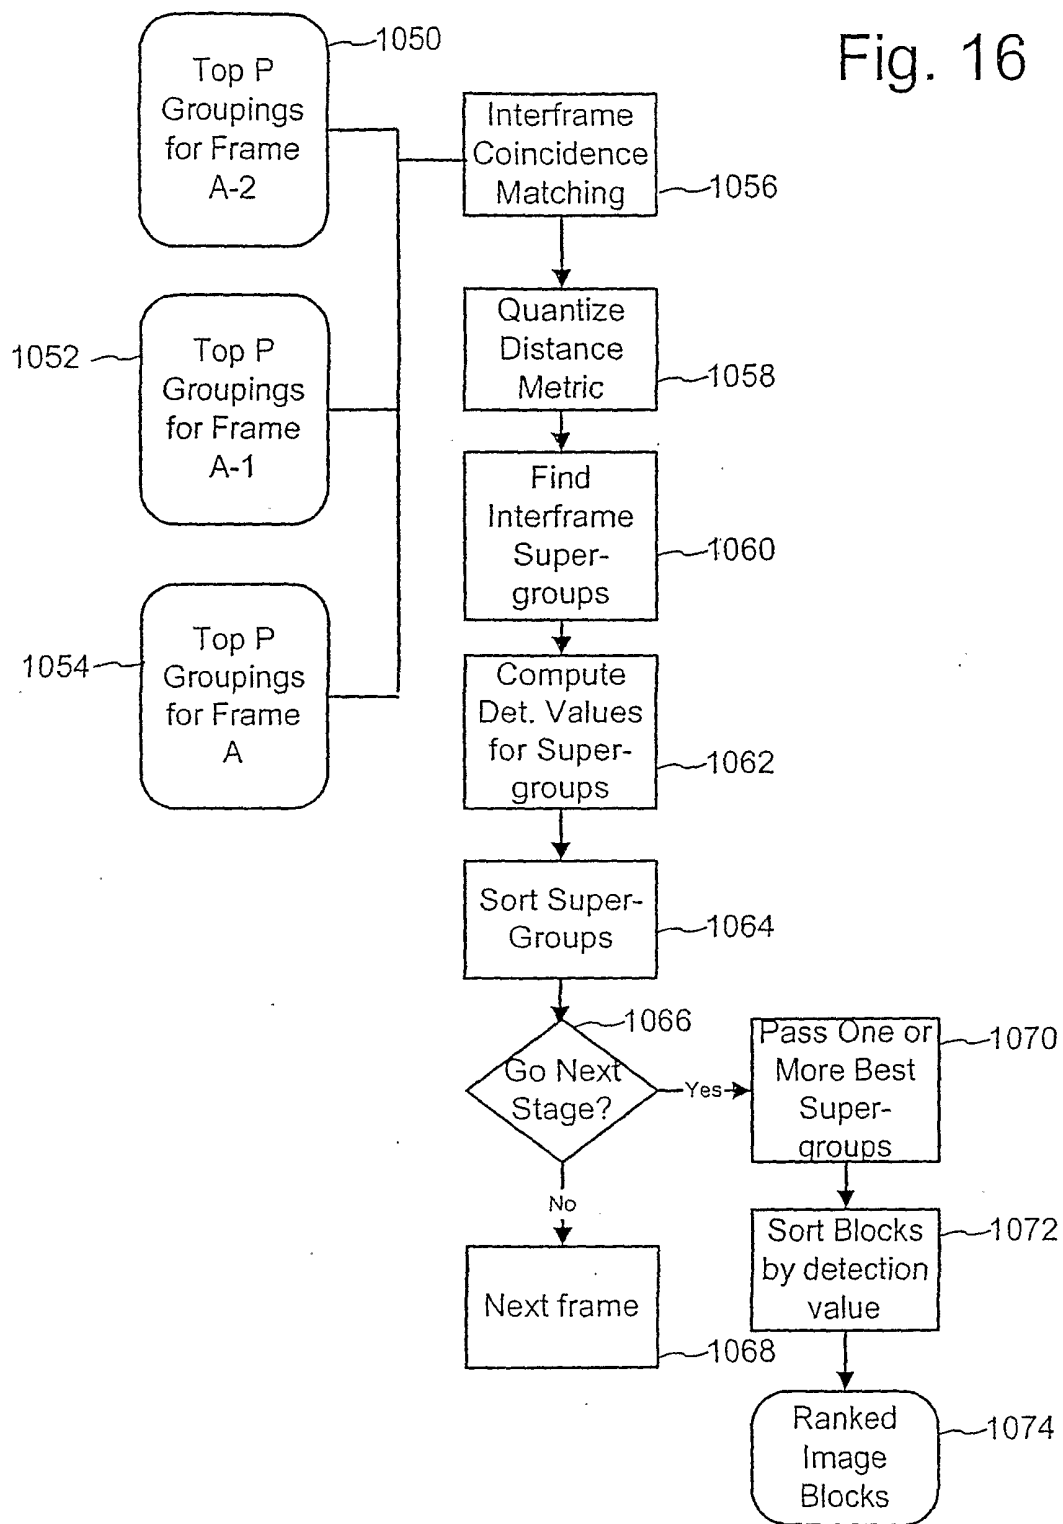 Fig. 16
1050
Top P
Groupings
for Frame
A-2
Interframe
Coincidence
Matching
1056
1052
Top P
Groupings
for Frame
A-1
Quantize
Distance
Metric
1058
Find
Interframe
Super-
groups
1060
1054
Top P
Groupings
for Frame
A
Compute
Det. Values
for Super-
groups
1062
Sort Super-
Groups
1064
1066
Go Next
Stage?
Yes
No
Pass One or
More Best
Super-
groups
1070
Next frame
1068
Sort Blocks
by detection
value
1072
Ranked
Image
Blocks
1074